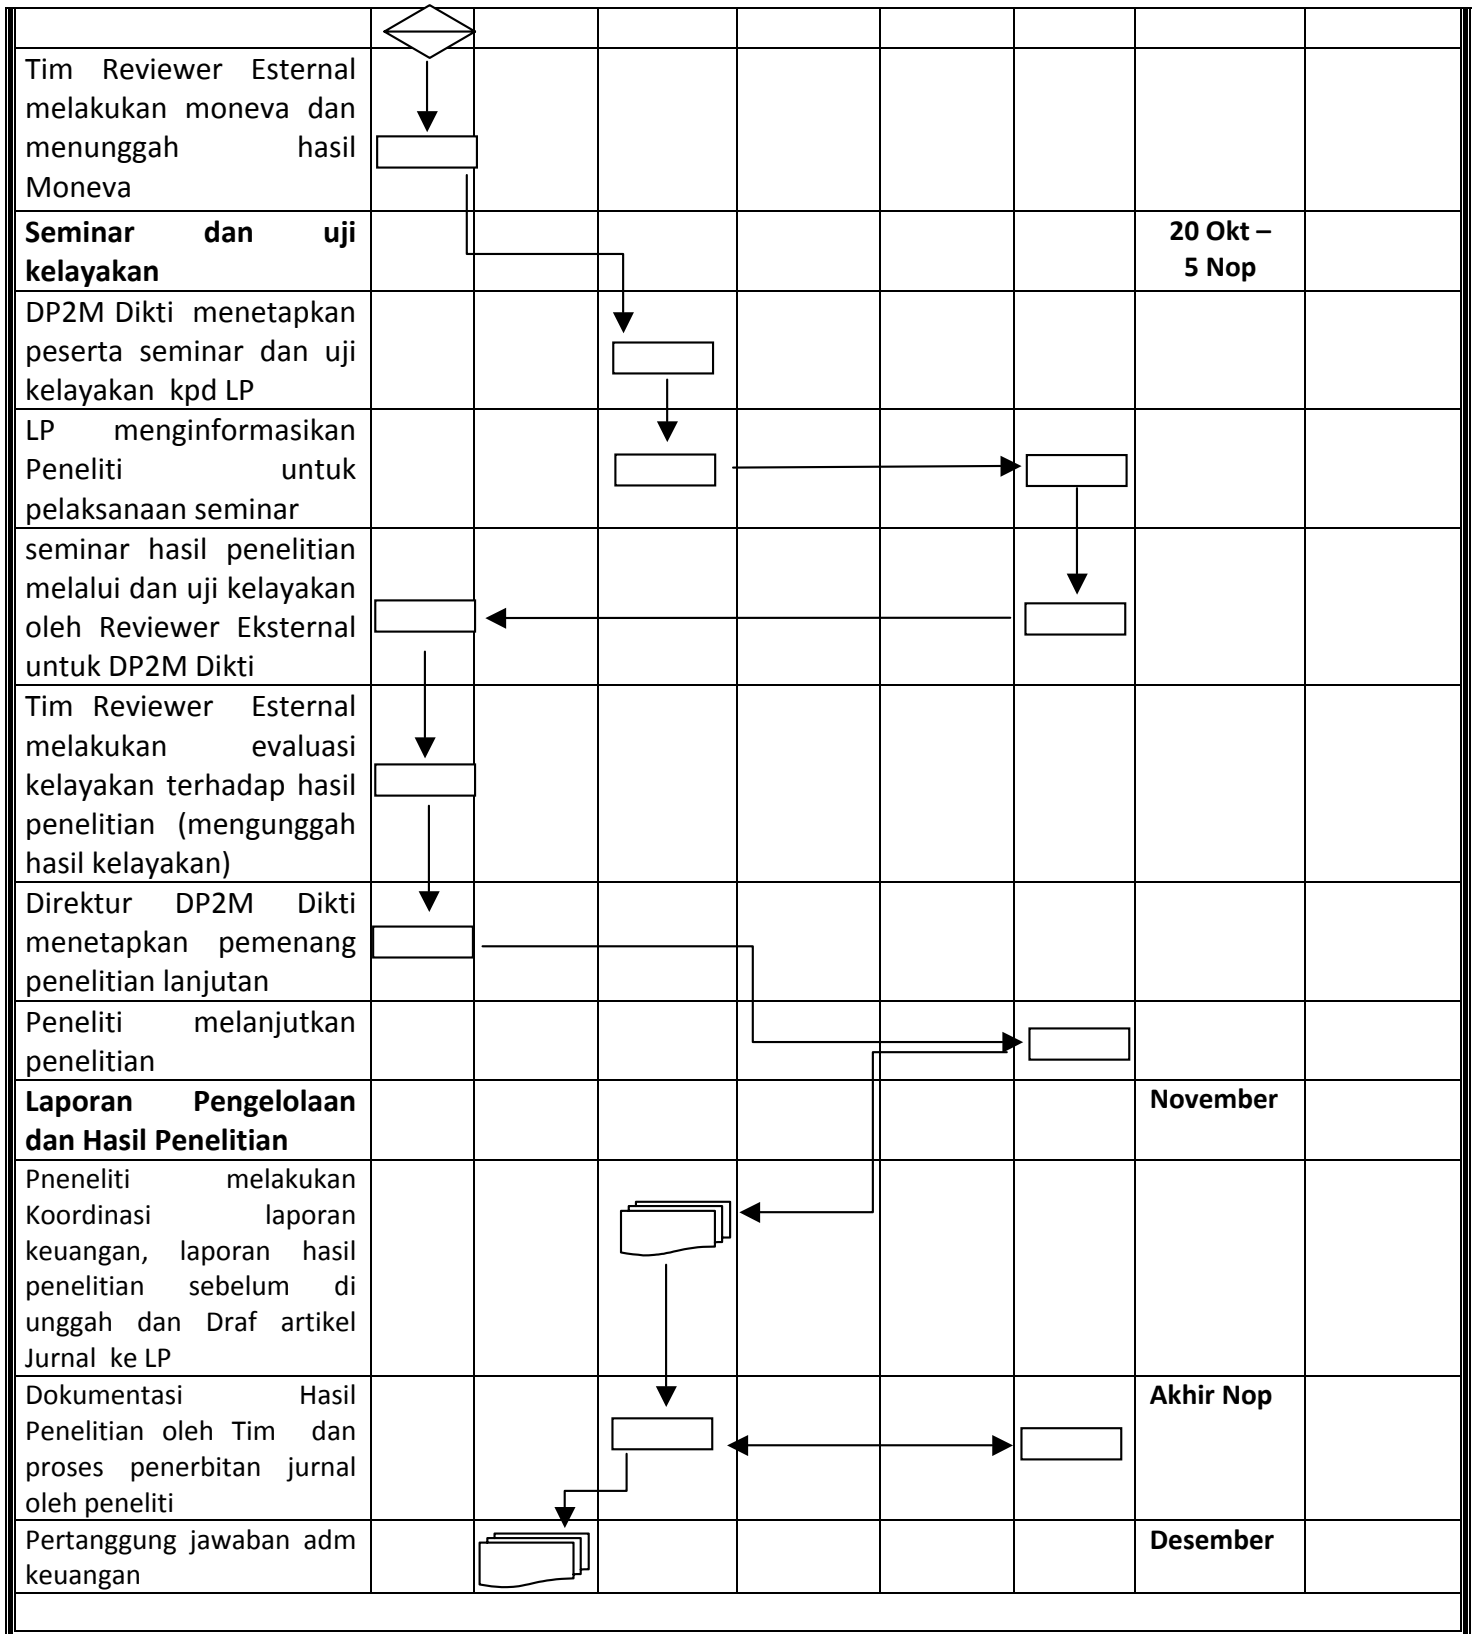 Tim Reviewer Esternal
melakukan moneva dan
menunggah hasil
Moneva
Seminar dan uji
kelayakan
20 Okt –
5 Nop
DP2M Dikti menetapkan
peserta seminar dan uji
kelayakan kpd LP
LP menginformasikan
Peneliti untuk
pelaksanaan seminar
seminar hasil penelitian
melalui dan uji kelayakan
oleh Reviewer Eksternal
untuk DP2M Dikti
Tim Reviewer Esternal
melakukan evaluasi
kelayakan terhadap hasil
penelitian (mengunggah
hasil kelayakan)
Direktur DP2M Dikti
menetapkan pemenang
penelitian lanjutan
Peneliti melanjutkan
penelitian
Laporan Pengelolaan
dan Hasil Penelitian
November
Pneneliti melakukan
Koordinasi laporan
keuangan, laporan hasil
penelitian sebelum di
unggah dan Draf artikel
Jurnal ke LP
Dokumentasi Hasil
Penelitian oleh Tim dan
proses penerbitan jurnal
oleh peneliti
Akhir Nop
Pertanggung jawaban adm
keuangan
Desember